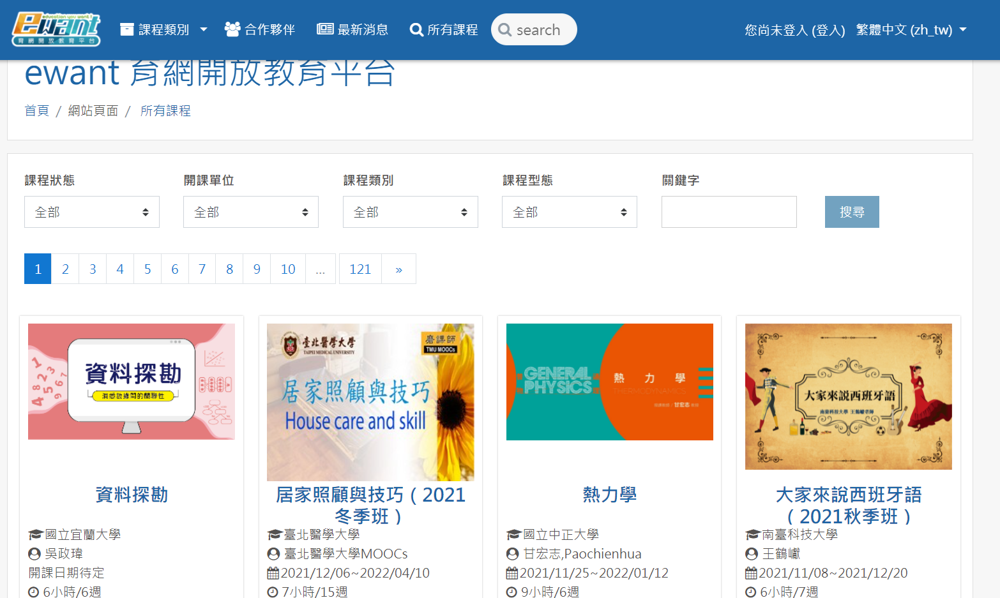 education you want!
ewant
育網開放教育平台
課程類別
合作夥伴
最新消息
所有課程
search
您尚未登入 (登入)
繁體中文 (zh_tw)
ewant 育網開放教育平台
首頁 / 網站頁面 / 所有課程
課程狀態
開課單位
課程類別
課程型態
關鍵字
全部
全部
全部
全部
搜尋
1 2 3 4 5 6 7 8 9 10 ... 121 »
資料探勘
洞悉數據間的關聯性
資料探勘
國立宜蘭大學
吳政瑋
開課日期待定
6小時/6週
臺北醫學大學
TAIPEI MEDICAL UNIVERSITY
磨課師
TMU MOOCs
居家照顧與技巧
House care and skill
居家照顧與技巧（2021
冬季班）
臺北醫學大學
臺北醫學大學MOOCs
2021/12/06~2022/04/10
7小時/15週
GENERAL
PHYSICS
熱力學
THERMODYNAMICS
甘宏志 教授
熱力學
國立中正大學
甘宏志,Paochienhua
2021/11/25~2022/01/12
9小時/6週
大家來說西班牙語
南臺科技大學 王鶴巘老師
大家來說西班牙語
（2021秋季班）
南臺科技大學
王鶴巘
2021/11/08~2021/12/20
6小時/7週